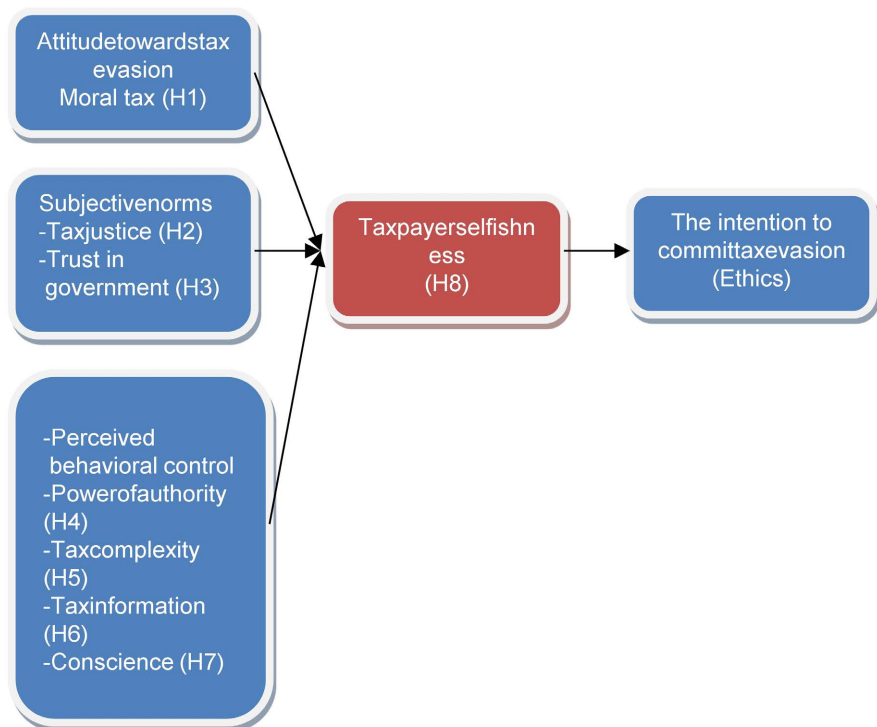 Attitudetowardstax
evasion
Moral tax (H1)
Subjectivenorms
-Taxjustice (H2)
-Trust in
government (H3)
-Perceived
behavioral control
-Powerofauthority
(H4)
-Taxcomplexity
(H5)
-Taxinformation
(H6)
-Conscience (H7)
Taxpayerselfishn
ess
(H8)
The intention to
committaxevasion
(Ethics)